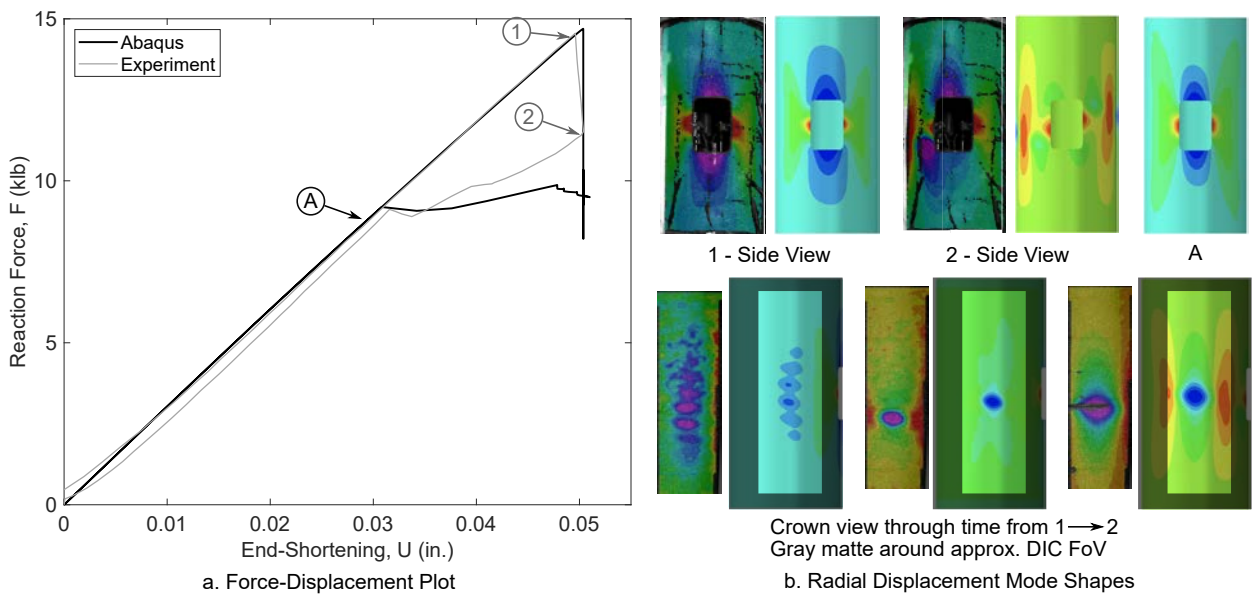 15
10
5
0
Reaction Force, F (klb)
Abaqus
Experiment
1
2
A
0
0.01
0.02
0.03
0.04
0.05
End-Shortening, U (in.)
a. Force-Displacement Plot
1 - Side View
2 - Side View
A
Crown view through time from 1⟶2
Gray matte around approx. DIC FoV
b. Radial Displacement Mode Shapes